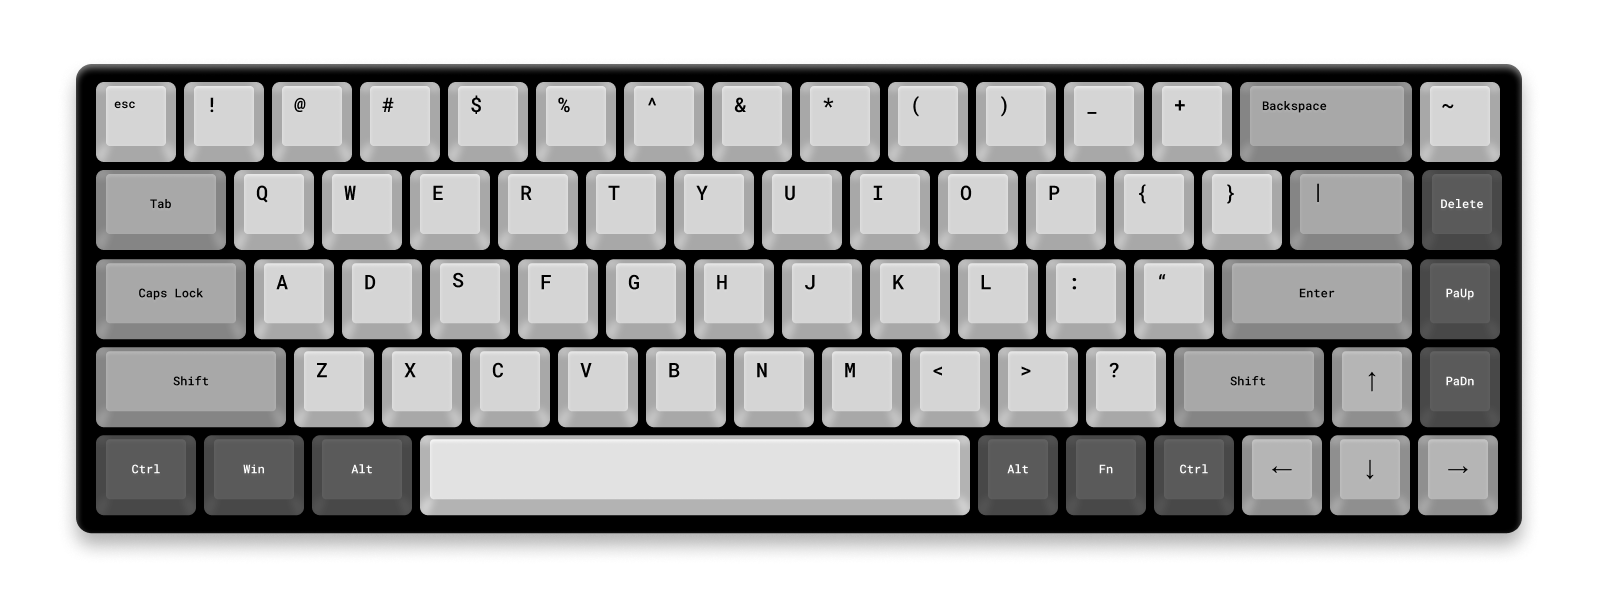 esc ! @ # $ % ^ & * ( ) _ + Backspace ~
Tab Q W E R T Y U I O P { } | Delete
Caps Lock A D S F G H J K L : “ Enter PaUp
Shift Z X C V B N M < > ? Shift ↑ PaDn
Ctrl Win Alt Alt Fn Ctrl ← ↓ →